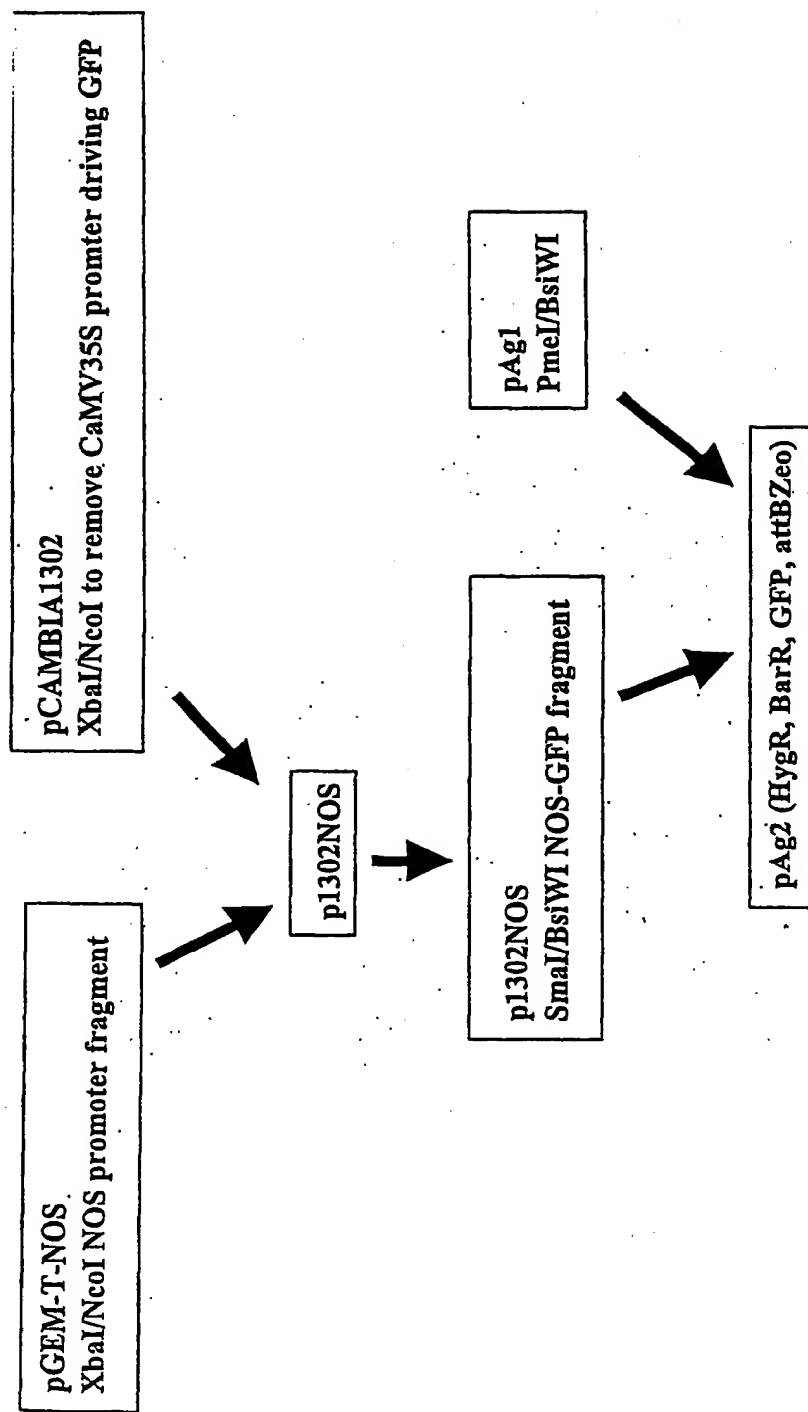 pGEM-T-NOS
XbaI/NcoI NOS promoter fragment
pCAMBIA1302
XbaI/NcoI to remove CaMV35S promter driving GFP
p1302NOS
p1302NOS
SmaI/BsiWI NOS-GFP fragment
pAg1
PmeI/BsiWI
pAg2 (HygR, BarR, GFP, attBZeo)